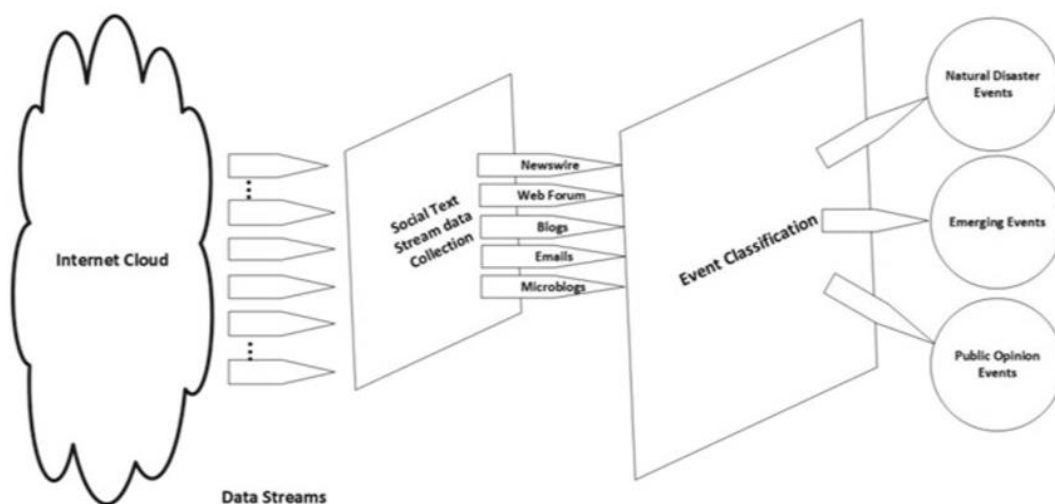 Internet Cloud
Data Streams
Social Text
Stream data
Collection
Newswire
Web Forum
Blogs
Emails
Microblogs
Event Classification
Natural Disaster
Events
Emerging Events
Public Opinion
Events